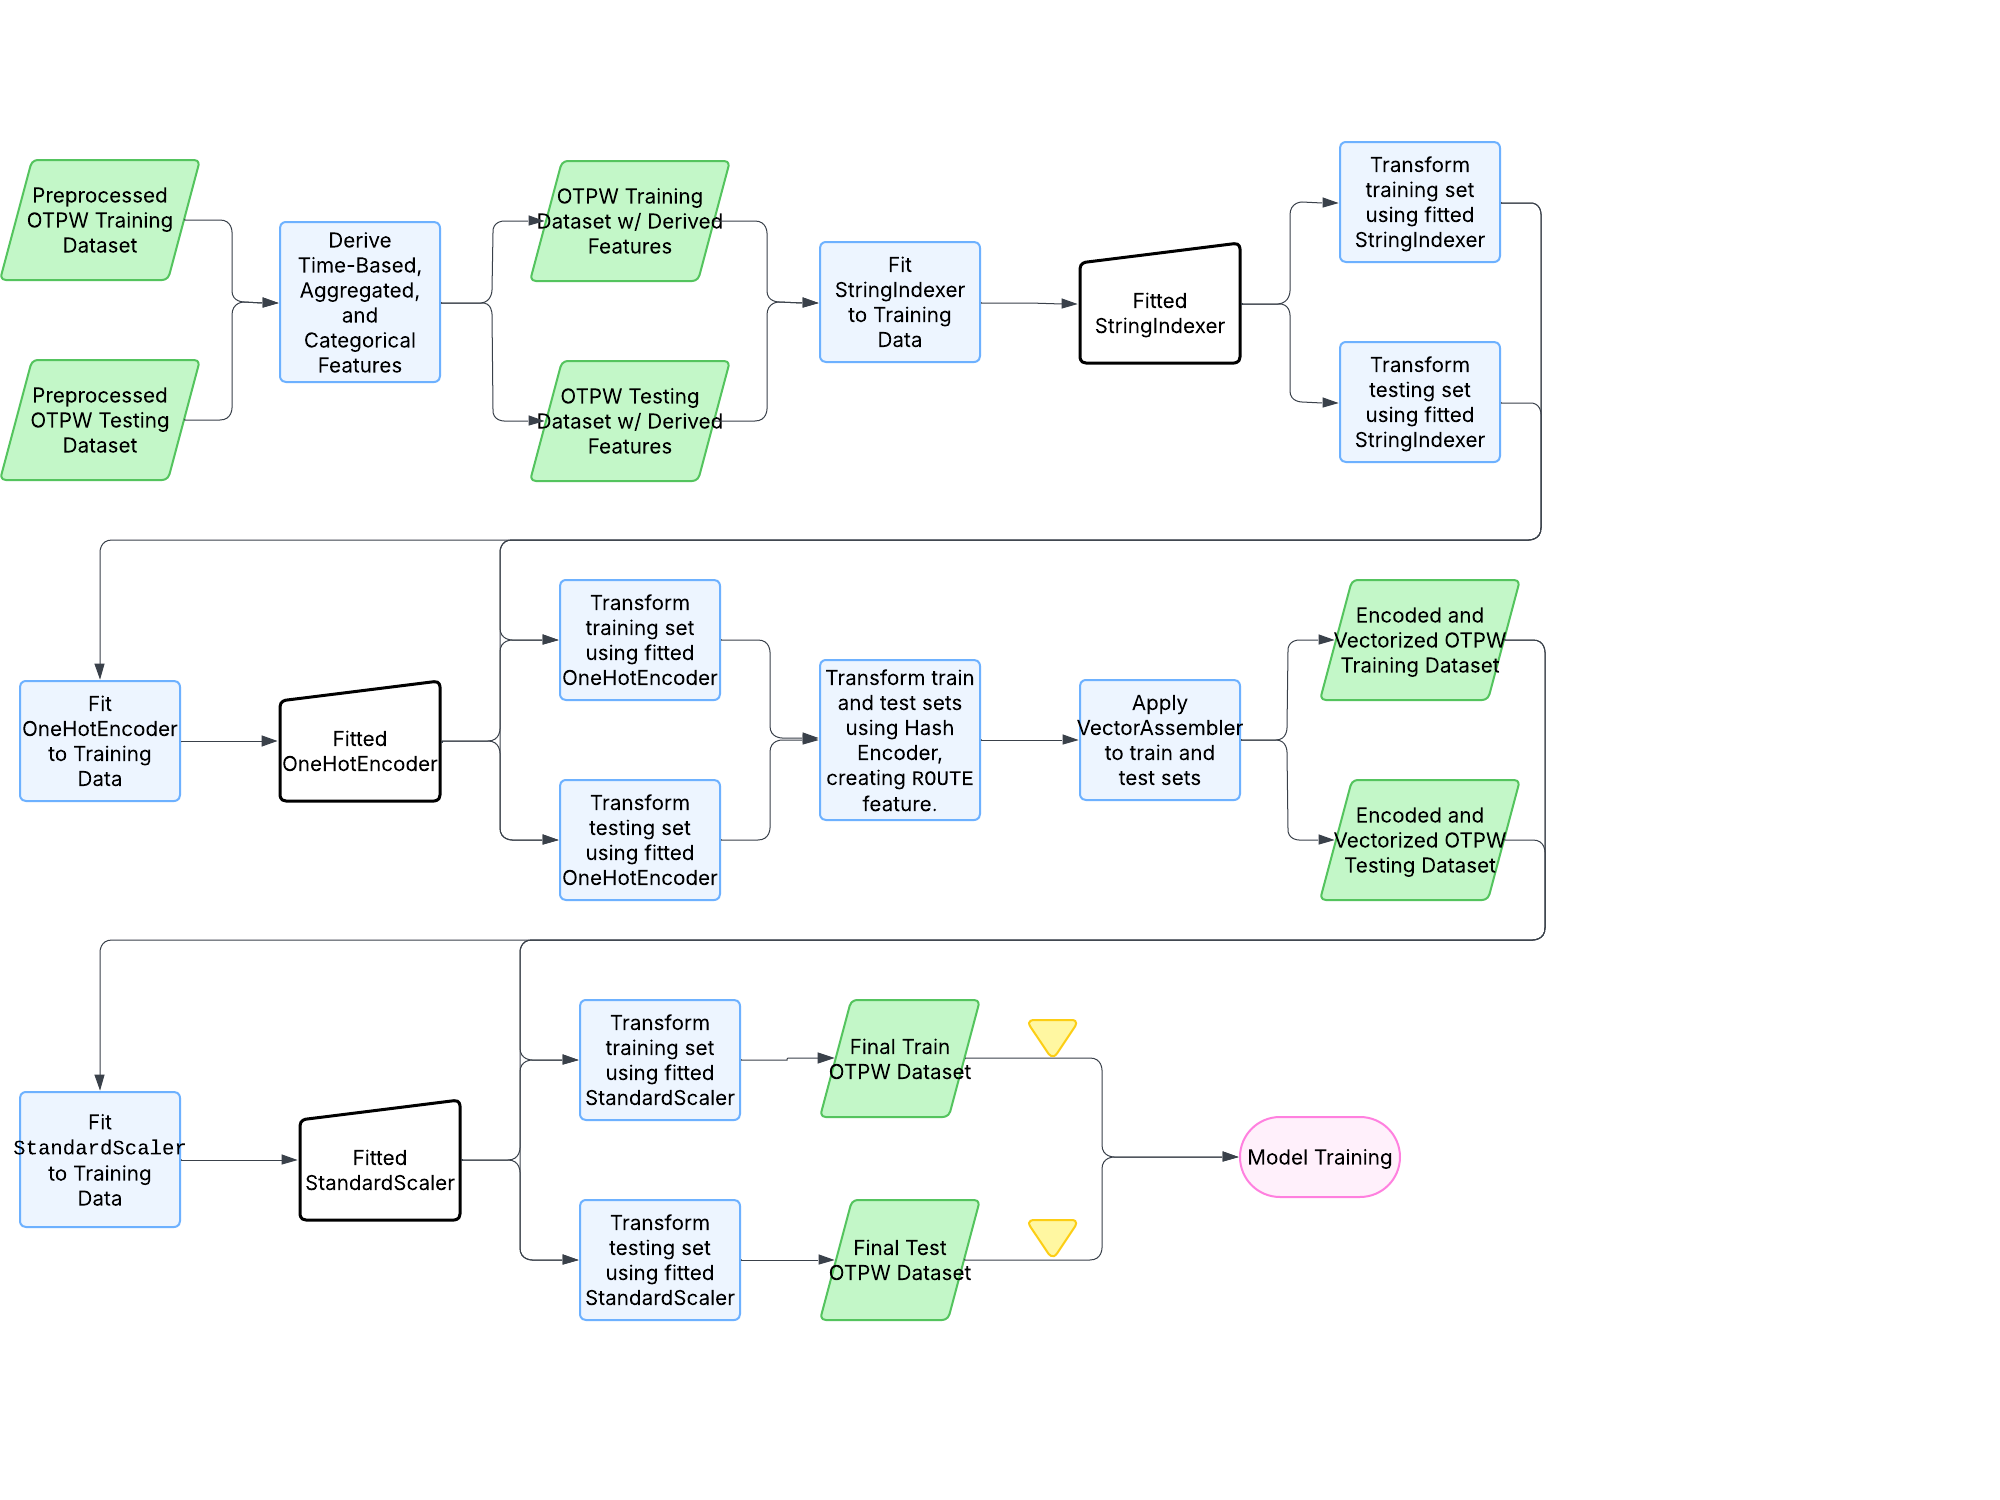 Preprocessed
OTPW Training
Dataset
Preprocessed
OTPW Testing
Dataset
Derive
Time-Based,
Aggregated,
and
Categorical
Features
OTPW Training
Dataset w/ Derived
Features
OTPW Testing
Dataset w/ Derived
Features
Fit
StringIndexer
to Training
Data
Fitted
StringIndexer
Transform
training set
using fitted
StringIndexer
Transform
testing set
using fitted
StringIndexer
Fit
OneHotEncoder
to Training
Data
Fitted
OneHotEncoder
Transform
training set
using fitted
OneHotEncoder
Transform
testing set
using fitted
OneHotEncoder
Transform train
and test sets
using Hash
Encoder,
creating ROUTE
feature.
Apply
VectorAssembler
to train and
test sets
Encoded and
Vectorized OTPW
Training Dataset
Encoded and
Vectorized OTPW
Testing Dataset
Fit
StandardScaler
to Training
Data
Fitted
StandardScaler
Transform
training set
using fitted
StandardScaler
Transform
testing set
using fitted
StandardScaler
Final Train
OTPW Dataset
Final Test
OTPW Dataset
Model Training